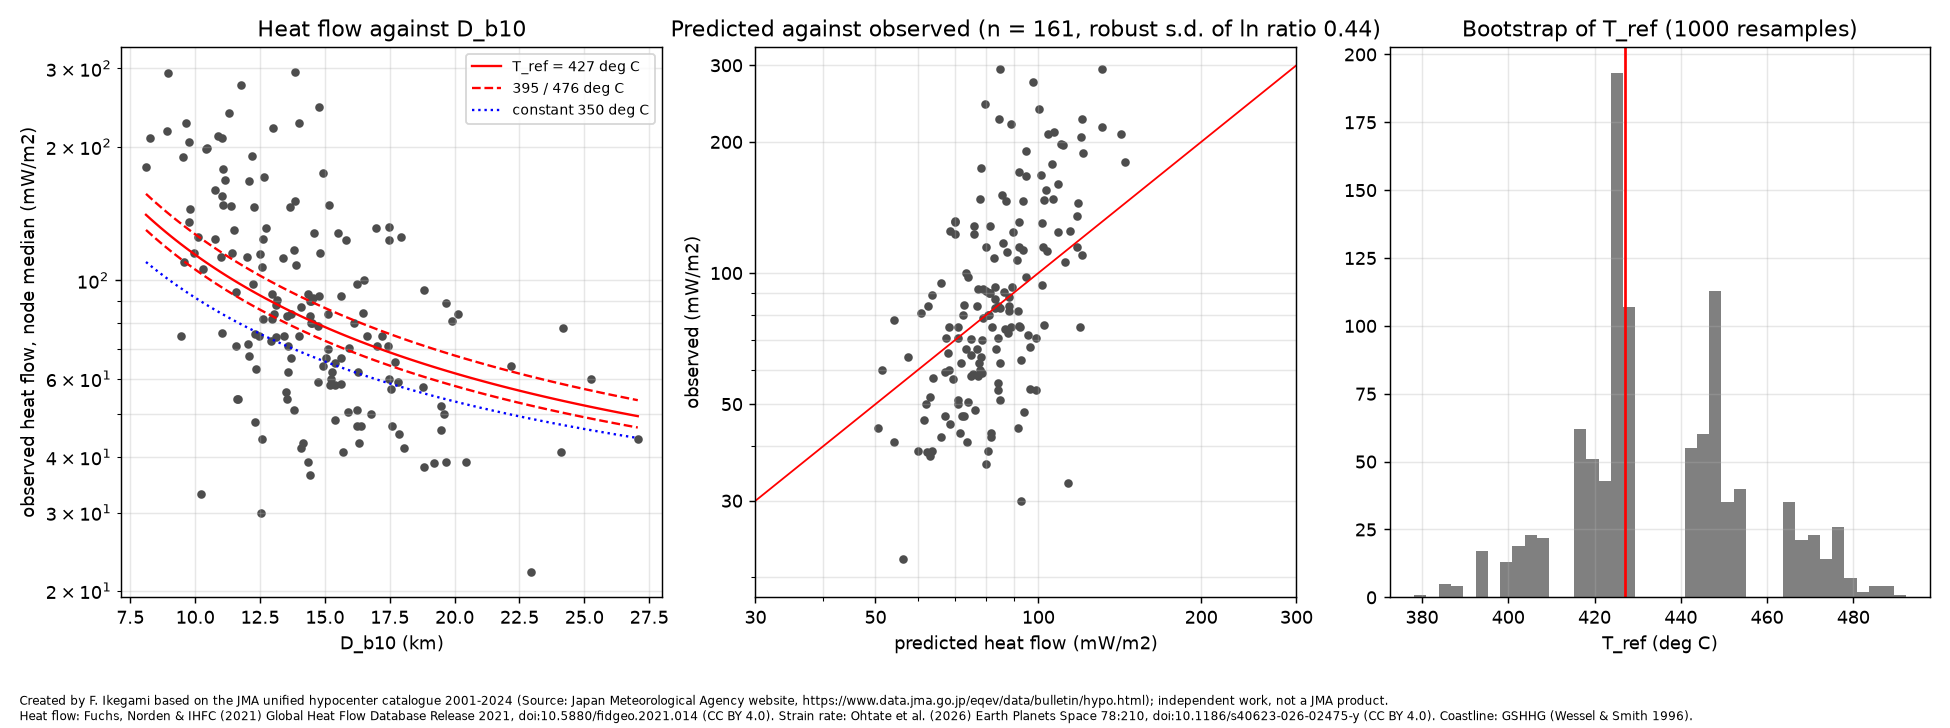 Heat flow against D_b10
Predicted against observed (n = 161, robust s.d. of ln ratio 0.44)
Bootstrap of T_ref (1000 resamples)
T_ref = 427 deg C
395 / 476 deg C
constant 350 deg C
observed heat flow, node median (mW/m2)
3 × 10²
2 × 10²
10²
6 × 10¹
4 × 10¹
3 × 10¹
2 × 10¹
7.5 10.0 12.5 15.0 17.5 20.0 22.5 25.0 27.5
D_b10 (km)
observed (mW/m2)
300
200
100
50
30
30 50 100 200 300
predicted heat flow (mW/m2)
200
175
150
125
100
75
50
25
0
380 400 420 440 460 480
T_ref (deg C)
Created by F. Ikegami based on the JMA unified hypocenter catalogue 2001-2024 (Source: Japan Meteorological Agency website, https://www.data.jma.go.jp/eqev/data/bulletin/hypo.html); independent work, not a JMA product.
Heat flow: Fuchs, Norden & IHFC (2021) Global Heat Flow Database Release 2021, doi:10.5880/fidgeo.2021.014 (CC BY 4.0). Strain rate: Ohtate et al. (2026) Earth Planets Space 78:210, doi:10.1186/s40623-026-02475-y (CC BY 4.0). Coastline: GSHHG (Wessel & Smith 1996).